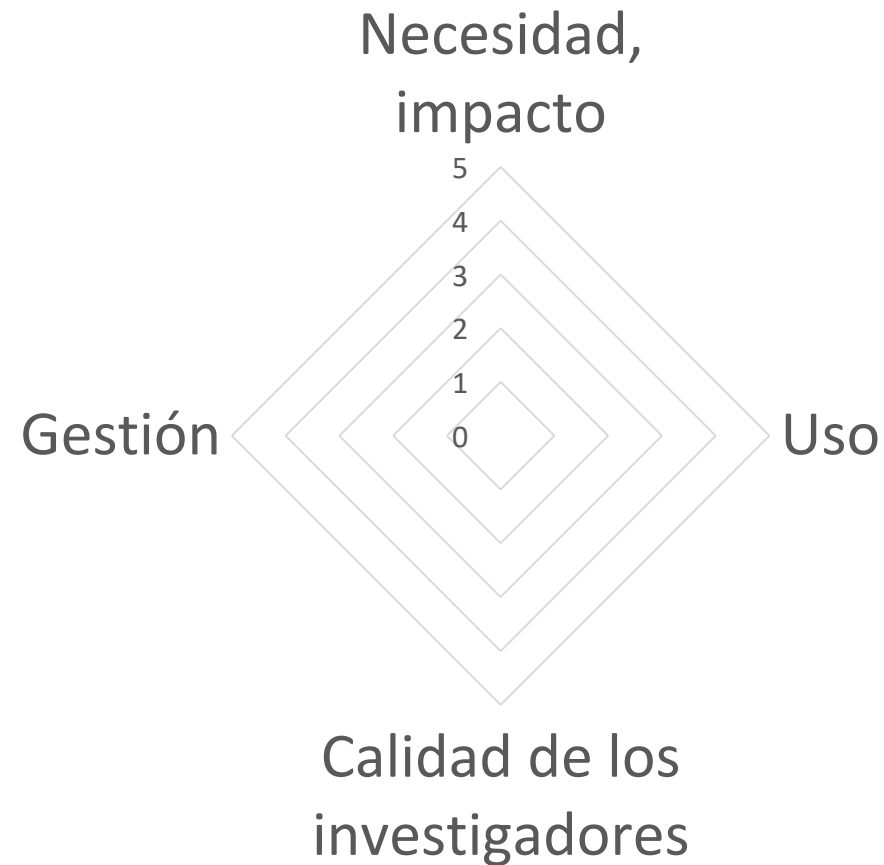 Necesidad,
impacto
5
4
3
2
1
0
Gestión
Uso
Calidad de los
investigadores